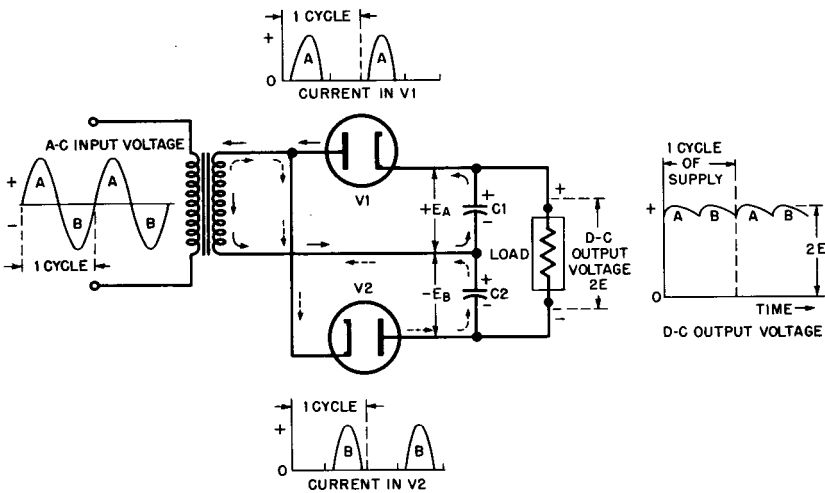 1 CYCLE
+
A
A
0
CURRENT IN V1
A-C INPUT VOLTAGE
+
A
A
-
B
B
1 CYCLE
V1
+EA
+
C1
-
-EB
+
C2
-
V2
+
LOAD
-
D-C
OUTPUT
VOLTAGE
2E
1 CYCLE
OF
SUPPLY
+
A
B
A
B
2E
0
TIME
D-C OUTPUT VOLTAGE
1 CYCLE
+
B
B
0
CURRENT IN V2